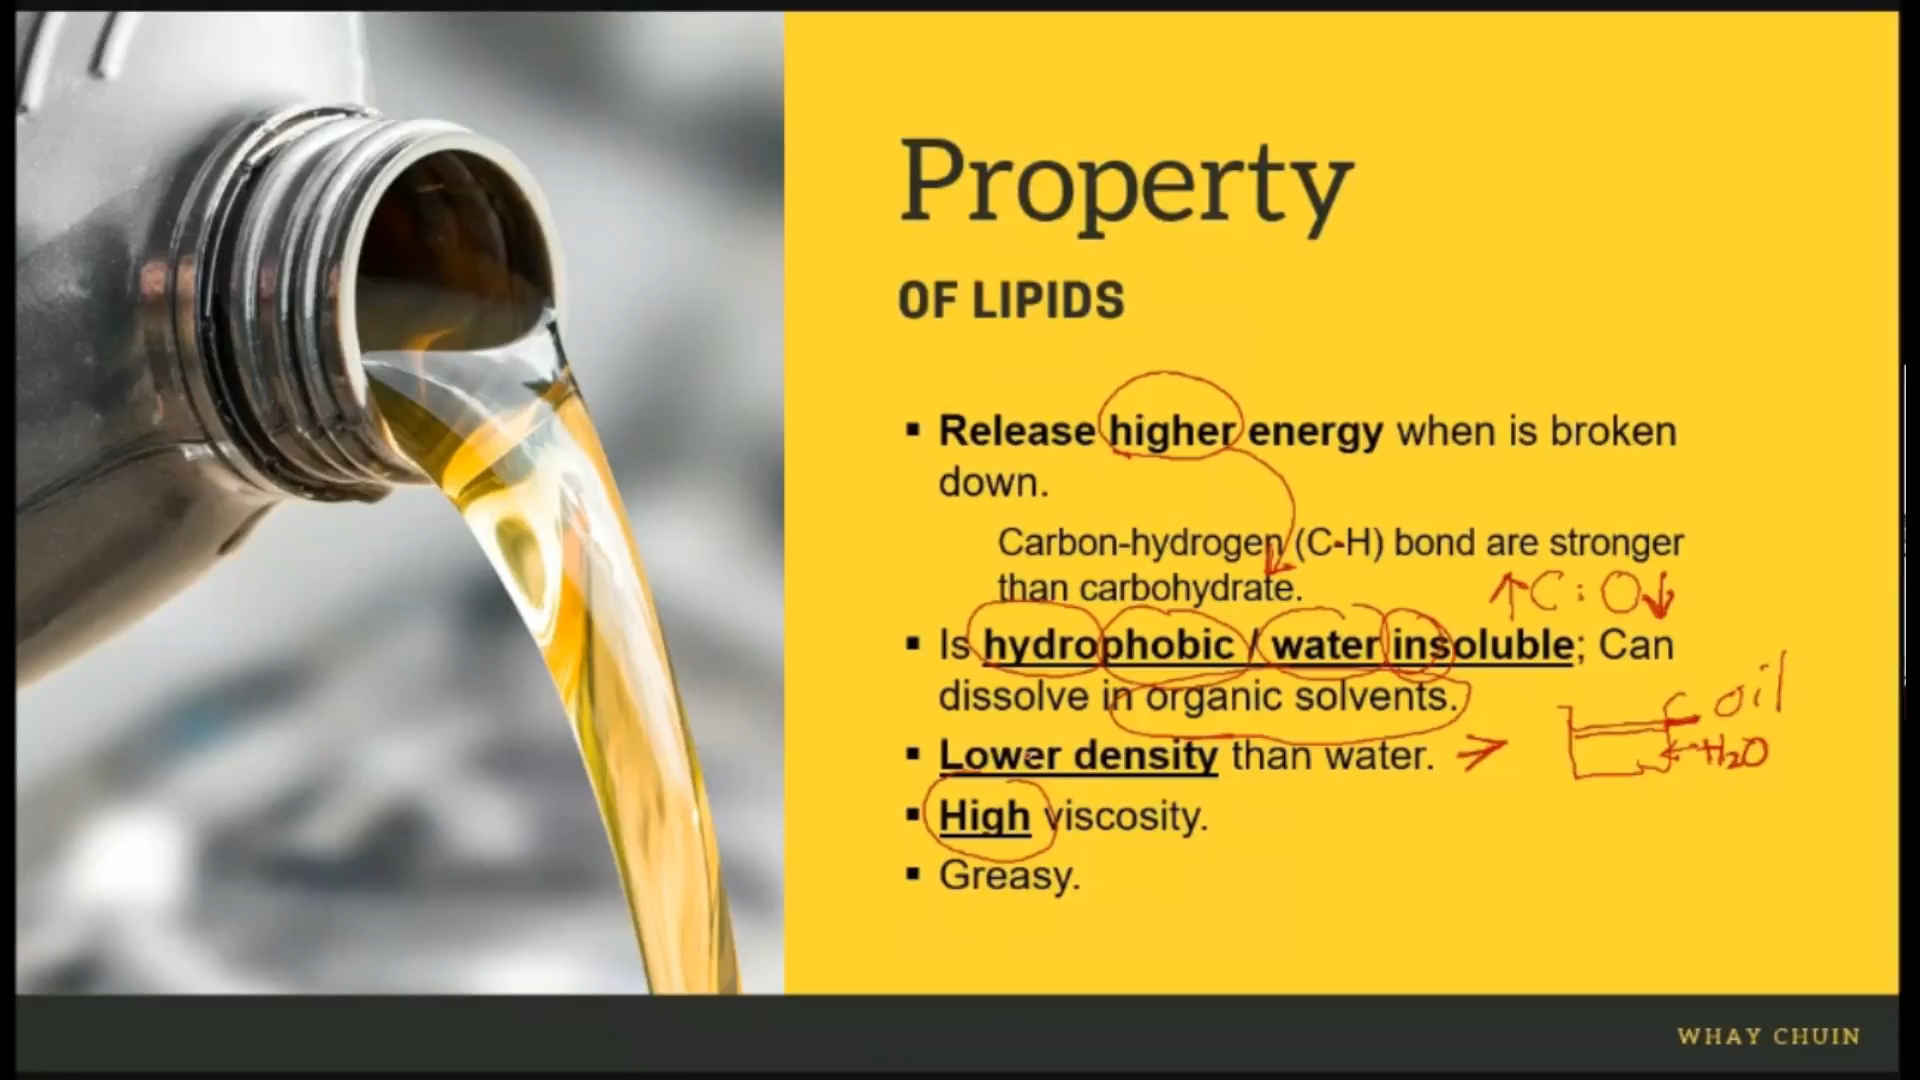 Property
OF LIPIDS
▪ Release higher energy when is broken
down.
Carbon-hydrogen (C-H) bond are stronger
than carbohydrate.
↑C : O↓
▪ Is hydrophobic / water insoluble; Can
dissolve in organic solvents.
oil
▪ Lower density than water.
H2O
▪ High viscosity.
▪ Greasy.
WHAY CHUIN